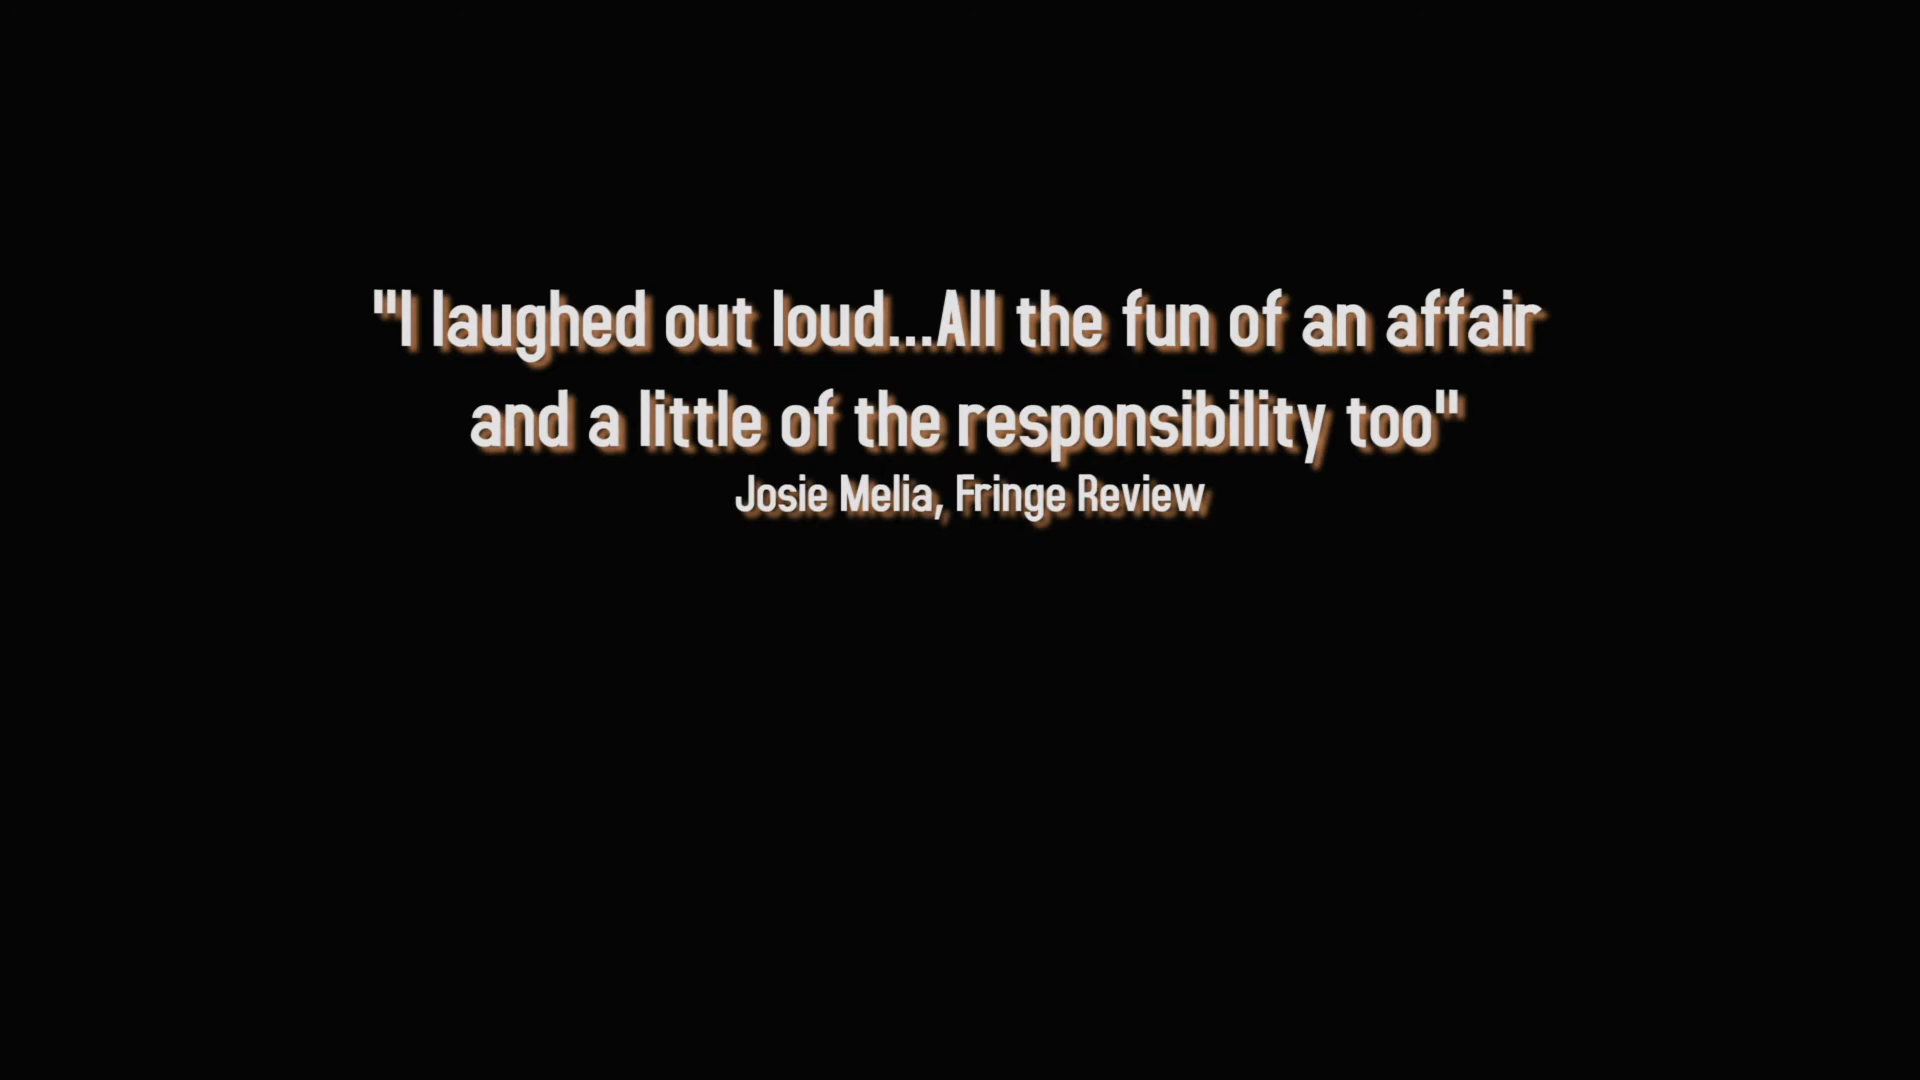 "I laughed out loud...All the fun of an affair
and a little of the responsibility too"
Josie Melia, Fringe Review